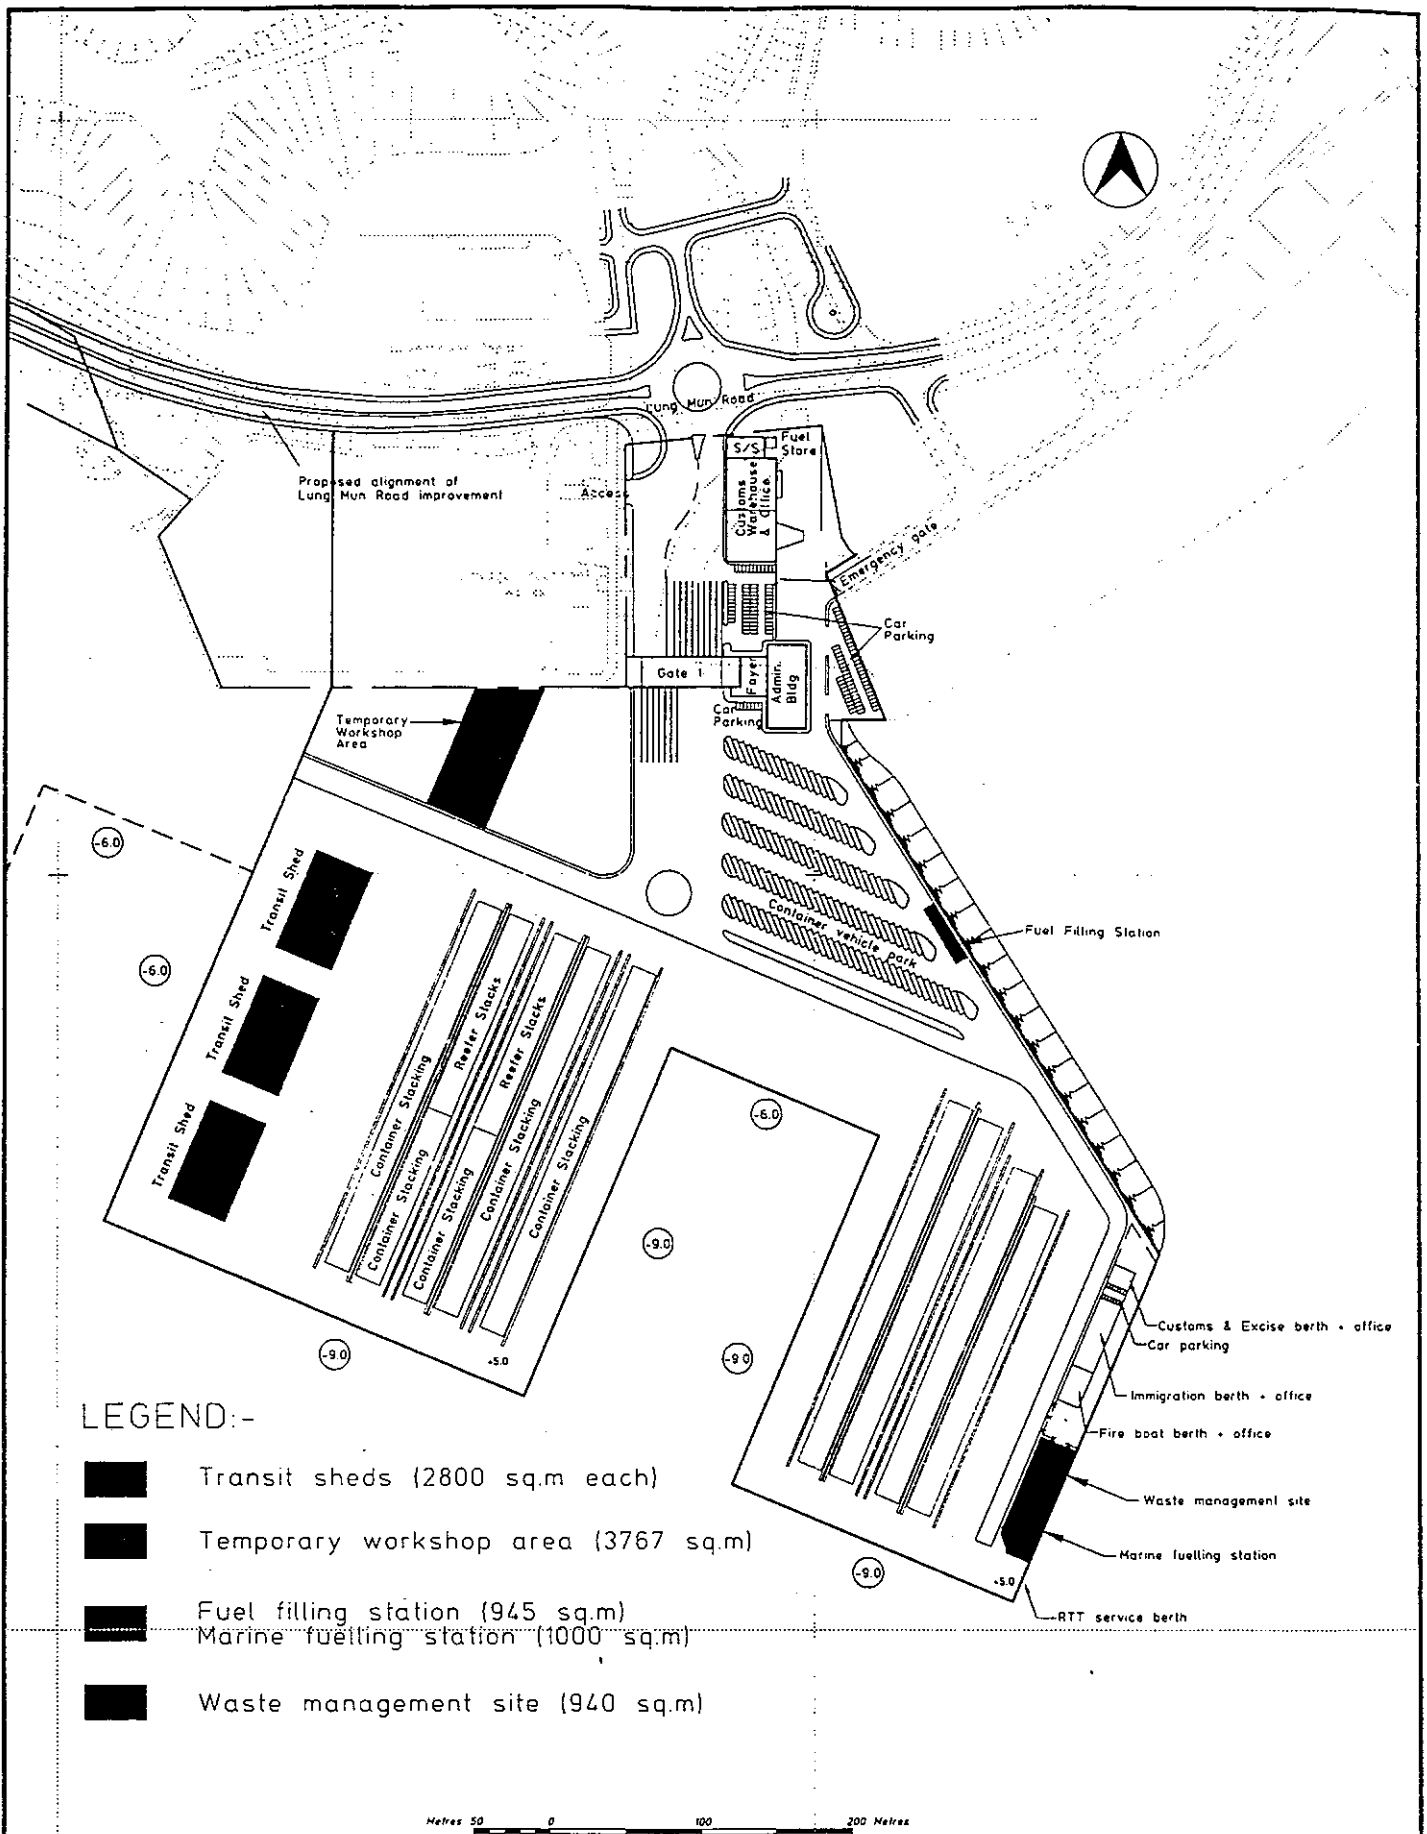 Lung Mun Road
Fuel
Store
S/S
Customs
Warehouse
& Office
Proposed alignment of
Lung Mun Road improvement
Access
Emergency gate
Car
Parking
Gate 1
Foyer
Admin.
Bldg
Car
Parking
Temporary
Workshop
Area
-6.0
Transit Shed
-6.0
Transit Shed
Transit Shed
Container vehicle park
Fuel Filling Station
Reefer Stacks
Reefer Stacks
Container Stacking
Container Stacking
Container Stacking
Container Stacking
Container Stacking
-6.0
-9.0
-9.0
-9.0
+5.0
Customs & Excise berth + office
Car parking
Immigration berth + office
Fire boat berth + office
Waste management site
Marine fuelling station
-9.0
+5.0
RTT service berth
LEGEND:-
Transit sheds (2800 sq.m each)
Temporary workshop area (3767 sq.m)
Fuel filling station (945 sq.m)
Marine fuelling station (1000 sq.m)
Waste management site (940 sq.m)
Metres 50 0 100 200 Metres